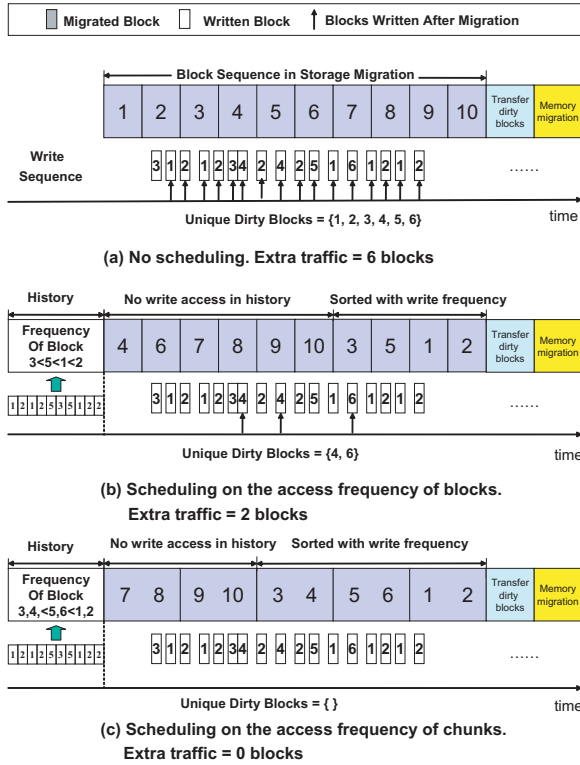 Migrated Block Written Block Blocks Written After Migration
Block Sequence in Storage Migration
1 2 3 4 5 6 7 8 9 10 Transfer dirty blocks Memory migration
Write Sequence 3 1 2 1 2 3 4 2 4 2 5 1 6 1 2 1 2 ......
Unique Dirty Blocks = {1, 2, 3, 4, 5, 6} time
(a) No scheduling. Extra traffic = 6 blocks
History No write access in history Sorted with write frequency
Frequency Of Block 3<5<1<2 4 6 7 8 9 10 3 5 1 2 Transfer dirty blocks Memory migration
1 2 1 2 5 3 5 1 2 2 3 1 2 1 2 3 4 2 4 2 5 1 6 1 2 1 2 ......
Unique Dirty Blocks = {4, 6} time
(b) Scheduling on the access frequency of blocks.
Extra traffic = 2 blocks
History No write access in history Sorted with write frequency
Frequency Of Block 3,4,<5,6<1,2 7 8 9 10 3 4 5 6 1 2 Transfer dirty blocks Memory migration
1 2 1 2 5 3 5 1 2 2 3 1 2 1 2 3 4 2 4 2 5 1 6 1 2 1 2 ......
Unique Dirty Blocks = { } time
(c) Scheduling on the access frequency of chunks.
Extra traffic = 0 blocks